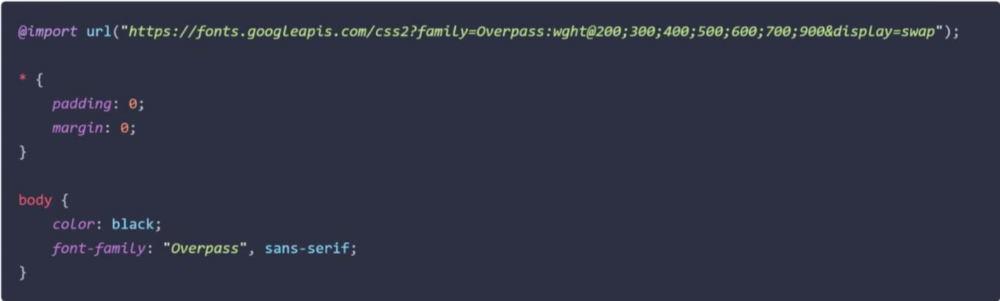 @import url("https://fonts.googleapis.com/css2?family=Overpass:wght@200;300;400;500;600;700;900&display=swap");
* {
    padding: 0;
    margin: 0;
}
body {
    color: black;
    font-family: "Overpass", sans-serif;
}